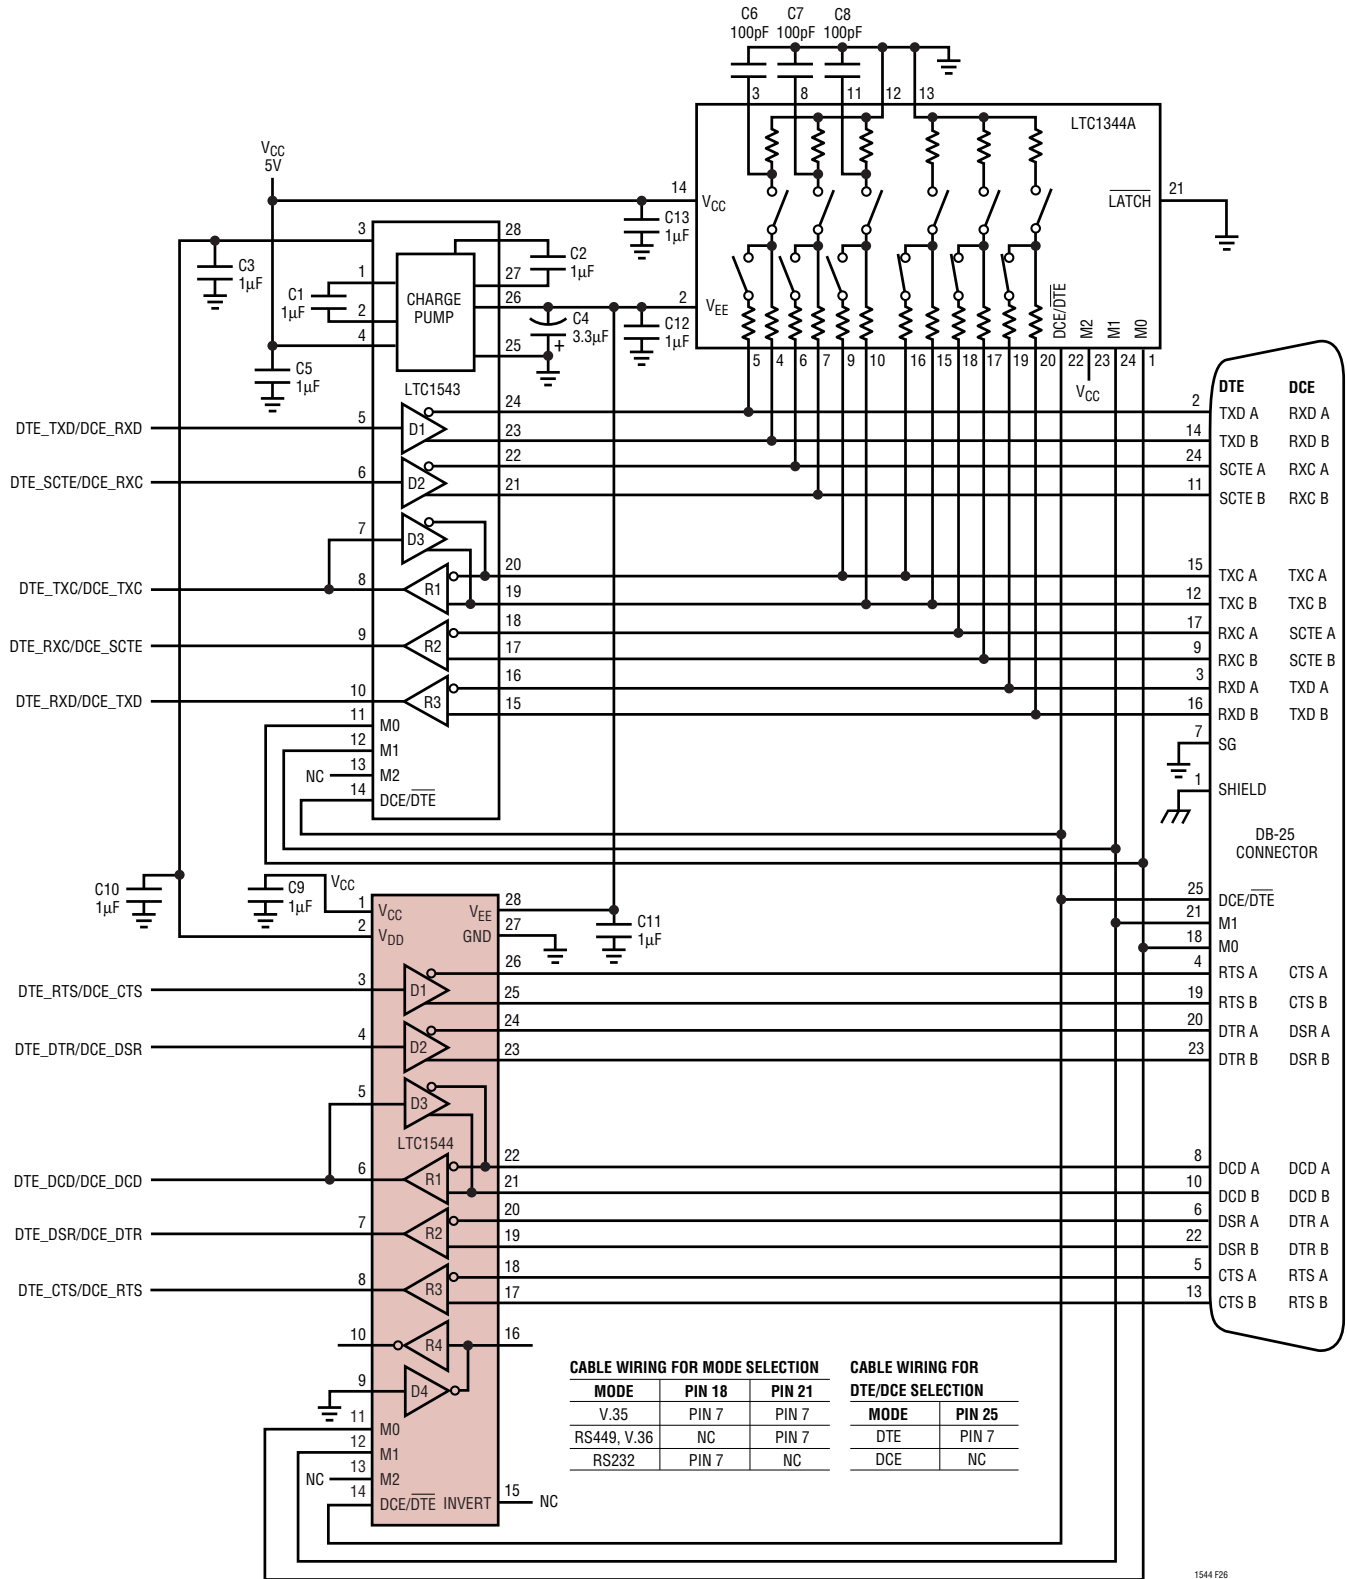 C6 C7 C8
100pF 100pF 100pF
3 8 11 12 13
LTC1344A
VCC
5V
14 VCC
LATCH 21
C13
1µF
3
28
C3
1µF
C2
1µF
1
27
C1
1µF
CHARGE
PUMP
26
2 VEE
2
C4
3.3µF
+
C12
1µF
4
25
DCE/DTE
M2
M1
M0
C5
1µF
5 4 6 7 9 10 16 15 18 17 19 20 22 23 24 1
VCC
LTC1543
DTE DCE
24 2 TXD A RXD A
DTE_TXD/DCE_RXD 5 D1
23 14 TXD B RXD B
22 24 SCTE A RXC A
DTE_SCTE/DCE_RXC 6 D2
21 11 SCTE B RXC B
7 D3
20 15 TXC A TXC A
DTE_TXC/DCE_TXC 8 R1
19 12 TXC B TXC B
18 17 RXC A SCTE A
DTE_RXC/DCE_SCTE 9 R2
17 9 RXC B SCTE B
16 3 RXD A TXD A
DTE_RXD/DCE_TXD 10 R3
15 16 RXD B TXD B
11 M0
12 M1
NC 13 M2
14 DCE/DTE
7 SG
1 SHIELD
DB-25
CONNECTOR
C10
1µF
C9
1µF
VCC
1 VCC
VEE 28
2 VDD
GND 27
C11
1µF
25 DCE/DTE
21 M1
18 M0
26 4 RTS A CTS A
DTE_RTS/DCE_CTS 3 D1
25 19 RTS B CTS B
24 20 DTR A DSR A
DTE_DTR/DCE_DSR 4 D2
23 23 DTR B DSR B
5 D3
LTC1544
22 8 DCD A DCD A
DTE_DCD/DCE_DCD 6 R1
21 10 DCD B DCD B
20 6 DSR A DTR A
DTE_DSR/DCE_DTR 7 R2
19 22 DSR B DTR B
18 5 CTS A RTS A
DTE_CTS/DCE_RTS 8 R3
17 13 CTS B RTS B
10 R4 16
9 D4
11 M0
12 M1
NC 13 M2
14 DCE/DTE INVERT 15 NC
CABLE WIRING FOR MODE SELECTION
MODE PIN 18 PIN 21
V.35 PIN 7 PIN 7
RS449, V.36 NC PIN 7
RS232 PIN 7 NC
CABLE WIRING FOR
DTE/DCE SELECTION
MODE PIN 25
DTE PIN 7
DCE NC
1544 F26